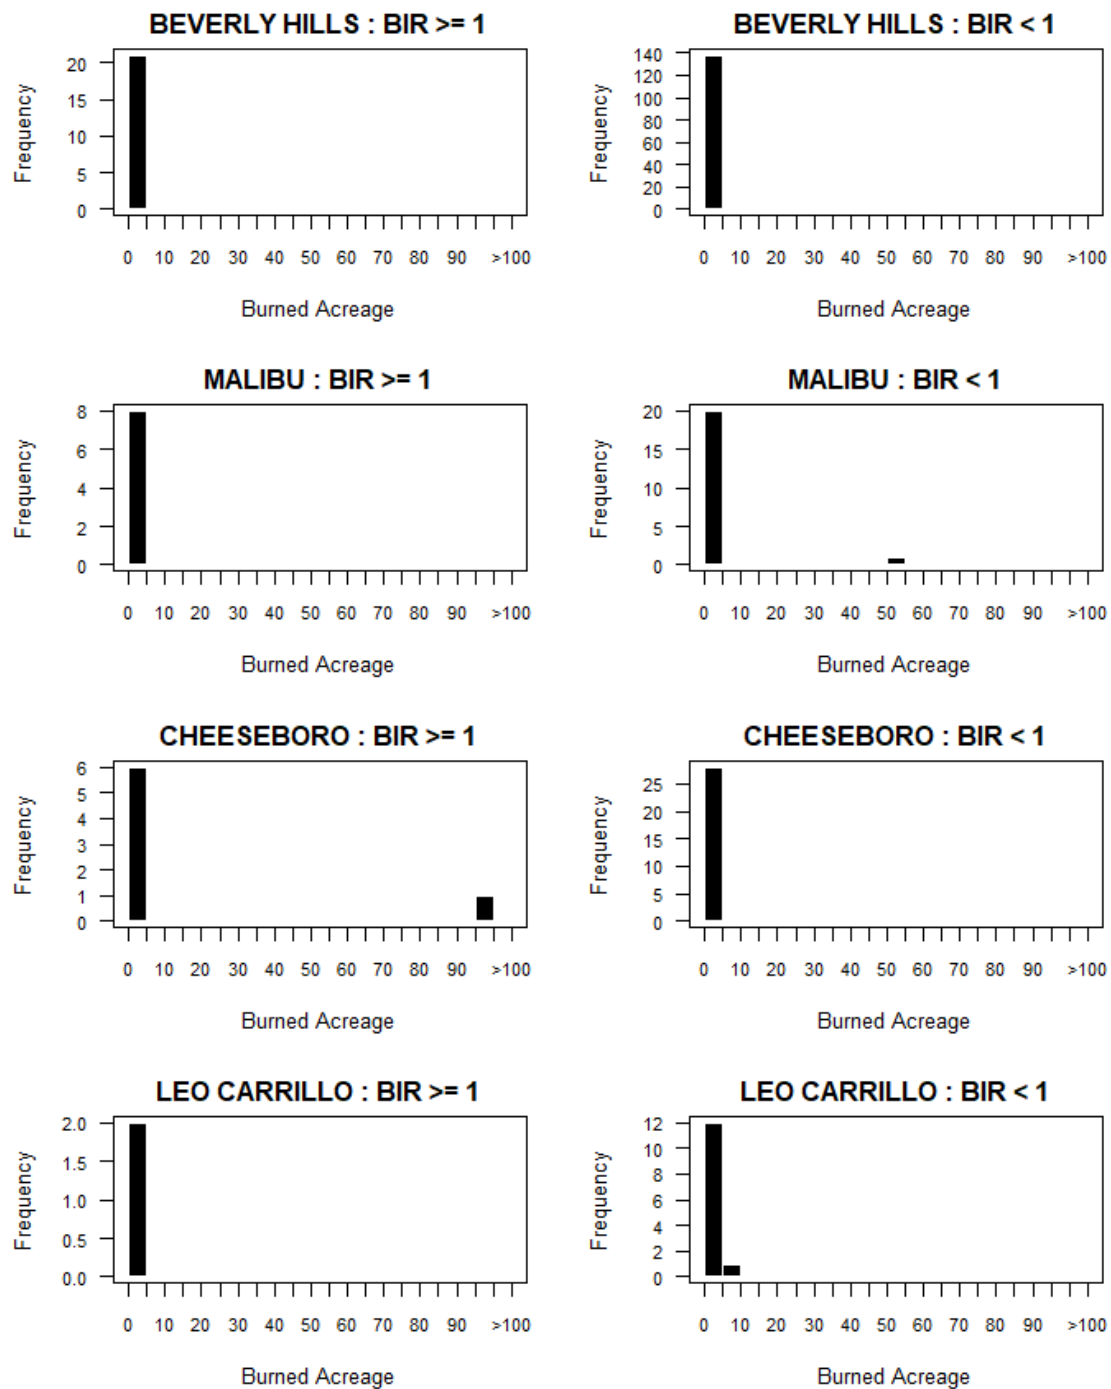 BEVERLY HILLS : BIR >= 1
Frequency
20
15
10
5
0
0 10 20 30 40 50 60 70 80 90 >100
Burned Acreage
BEVERLY HILLS : BIR < 1
Frequency
140
120
100
80
60
40
20
0
0 10 20 30 40 50 60 70 80 90 >100
Burned Acreage
MALIBU : BIR >= 1
Frequency
8
6
4
2
0
0 10 20 30 40 50 60 70 80 90 >100
Burned Acreage
MALIBU : BIR < 1
Frequency
20
15
10
5
0
0 10 20 30 40 50 60 70 80 90 >100
Burned Acreage
CHEESEBORO : BIR >= 1
Frequency
6
5
4
3
2
1
0
0 10 20 30 40 50 60 70 80 90 >100
Burned Acreage
CHEESEBORO : BIR < 1
Frequency
25
20
15
10
5
0
0 10 20 30 40 50 60 70 80 90 >100
Burned Acreage
LEO CARRILLO : BIR >= 1
Frequency
2.0
1.5
1.0
0.5
0.0
0 10 20 30 40 50 60 70 80 90 >100
Burned Acreage
LEO CARRILLO : BIR < 1
Frequency
12
10
8
6
4
2
0
0 10 20 30 40 50 60 70 80 90 >100
Burned Acreage